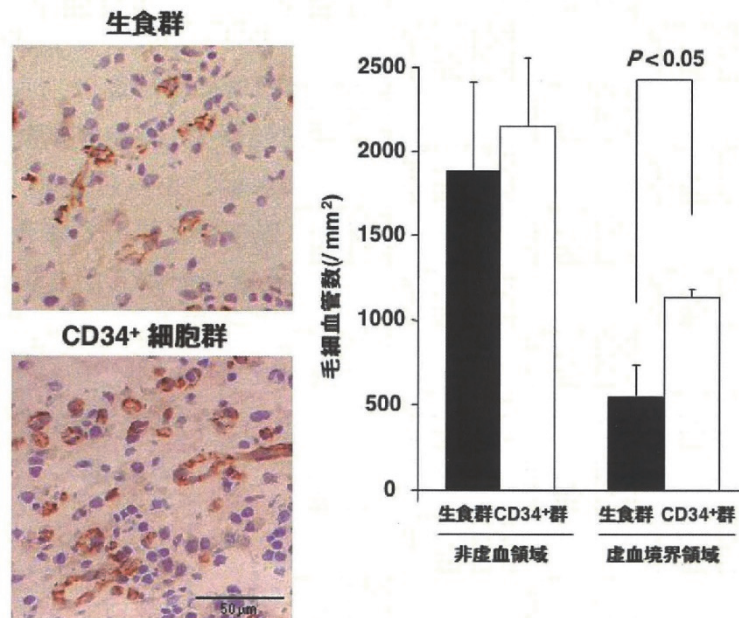 生食群
CD34⁺ 細胞群
50μm
P < 0.05
毛細血管数(/mm²)
2500
2000
1500
1000
500
0
生食群 CD34⁺群 生食群 CD34⁺群
非虚血領域 虚血境界領域